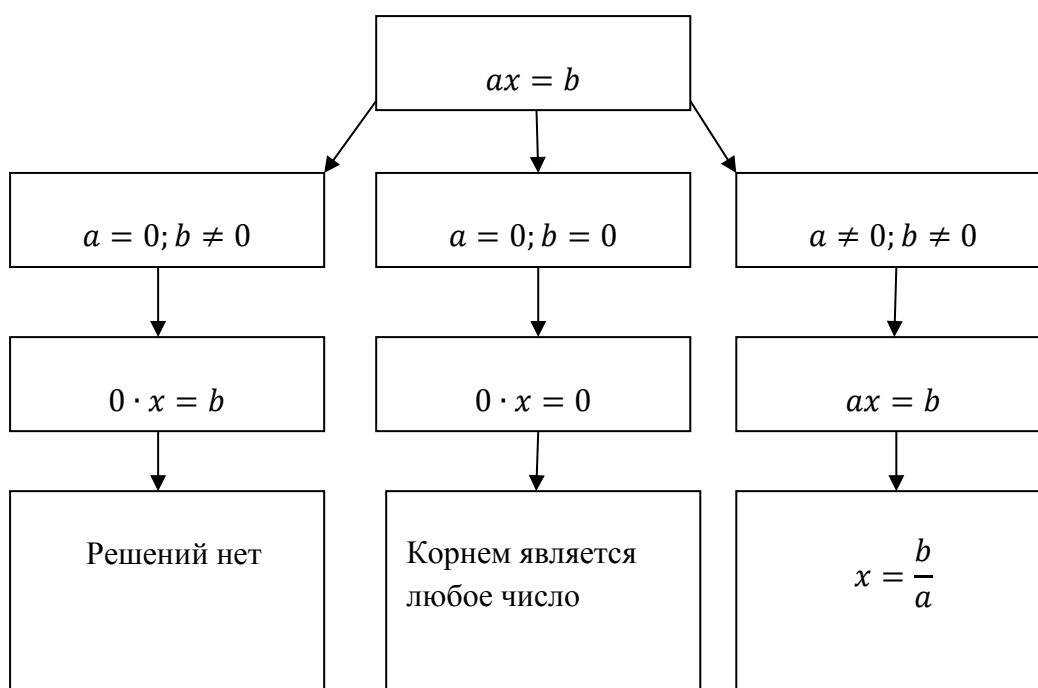 ax = b
a = 0; b ≠ 0
a = 0; b = 0
a ≠ 0; b ≠ 0
0 · x = b
0 · x = 0
ax = b
Решений нет
Корнем является
любое число
x = b/a